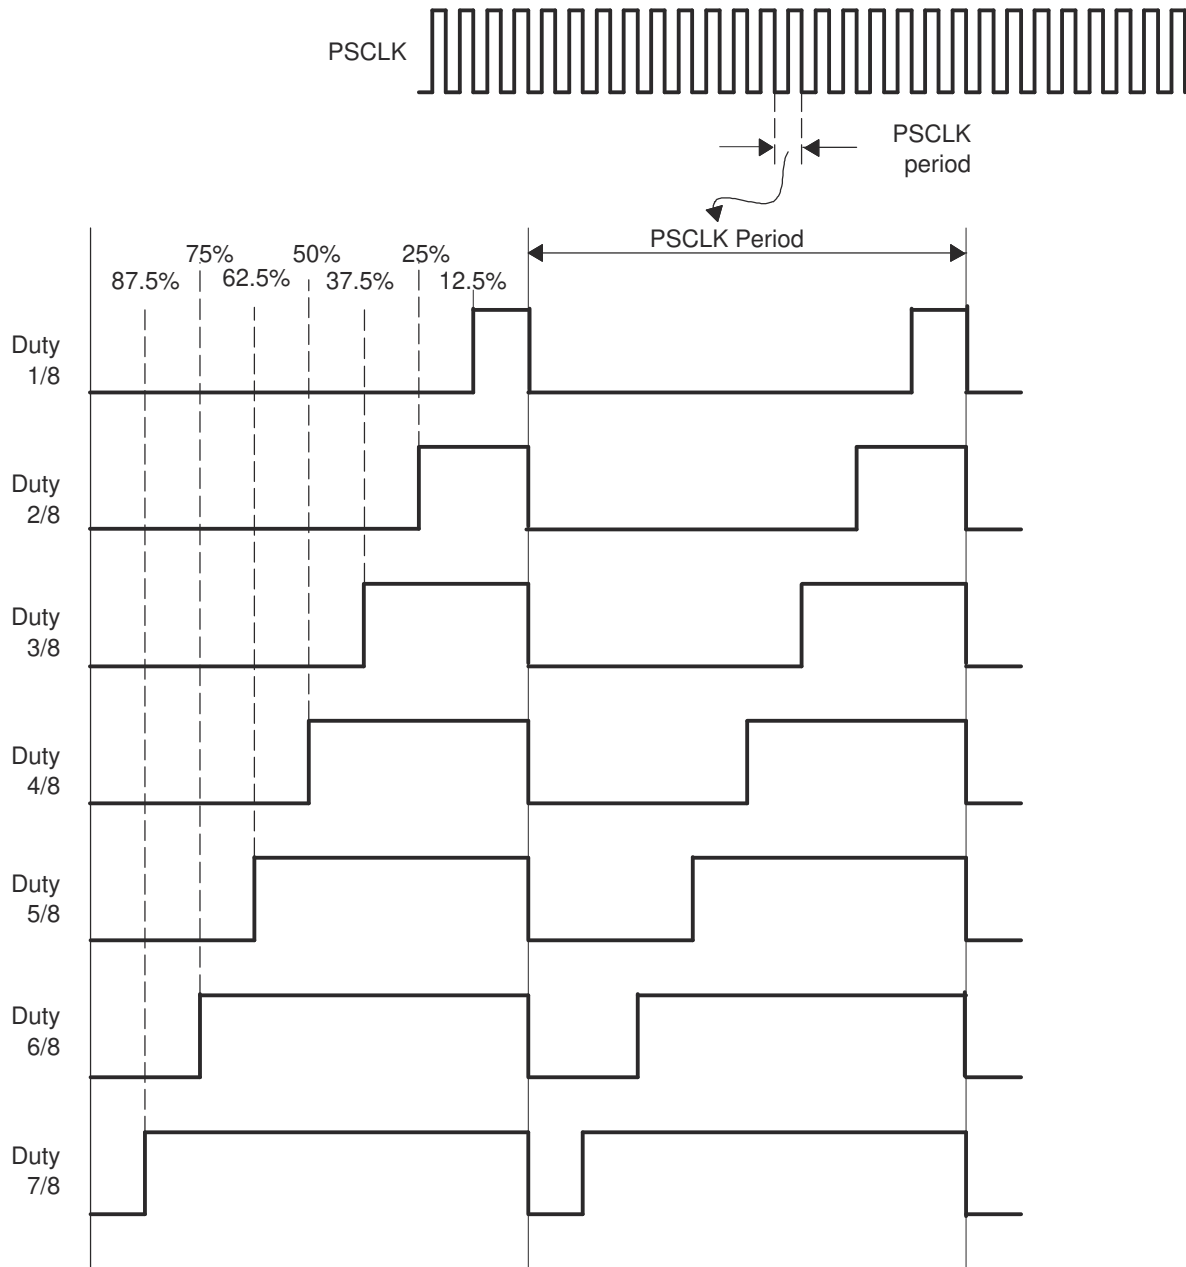 PSCLK
PSCLK
period
PSCLK Period
75%
50%
25%
87.5%
62.5%
37.5%
12.5%
Duty
1/8
Duty
2/8
Duty
3/8
Duty
4/8
Duty
5/8
Duty
6/8
Duty
7/8